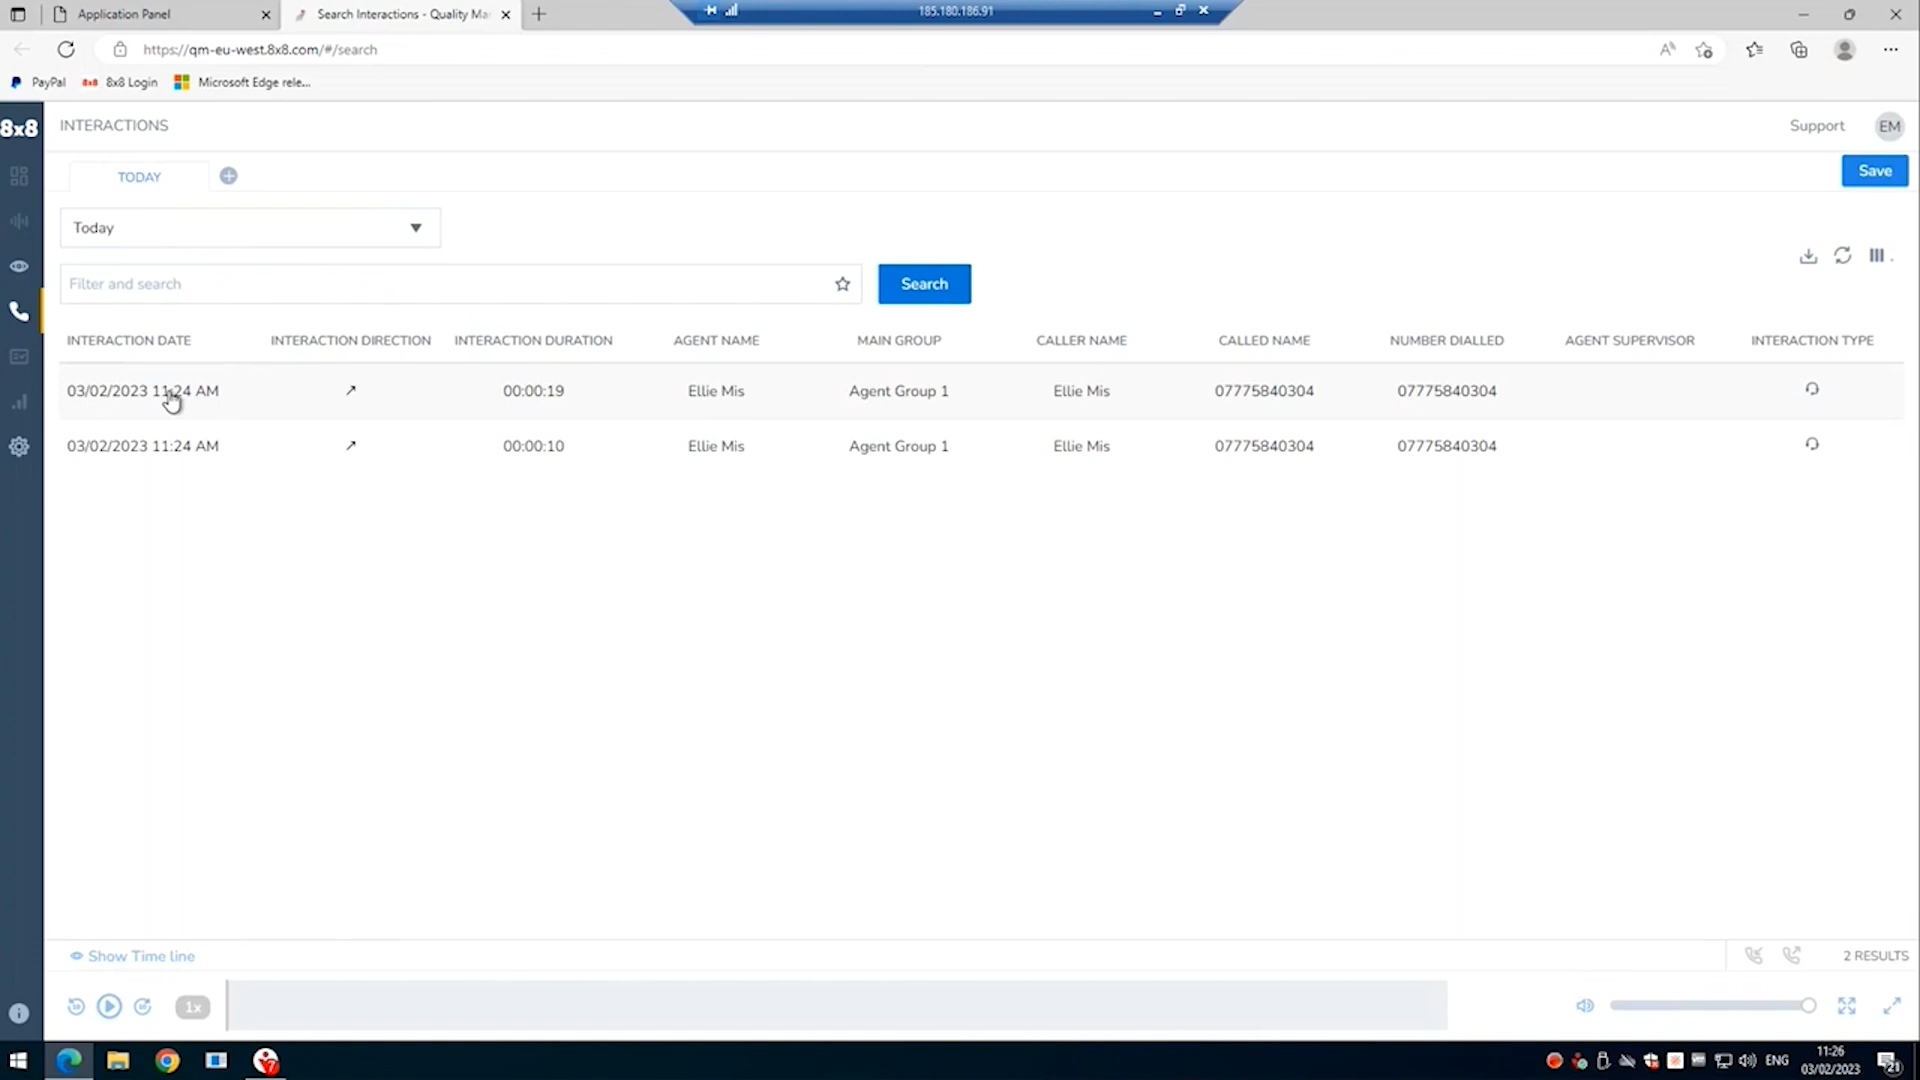 Application Panel
Search Interactions - Quality Ma
185.180.186.91
https://qm-eu-west.8x8.com/#/search
PayPal
8x8 8x8 Login
Microsoft Edge rele...
8x8
INTERACTIONS
Support
EM
TODAY
Save
Today
Filter and search
Search
INTERACTION DATE INTERACTION DIRECTION INTERACTION DURATION AGENT NAME MAIN GROUP CALLER NAME CALLED NAME NUMBER DIALLED AGENT SUPERVISOR INTERACTION TYPE
03/02/2023 11:24 AM 00:00:19 Ellie Mis Agent Group 1 Ellie Mis 07775840304 07775840304
03/02/2023 11:24 AM 00:00:10 Ellie Mis Agent Group 1 Ellie Mis 07775840304 07775840304
Show Time line
2 RESULTS
1x
ENG
11:26
03/02/2023
21
7